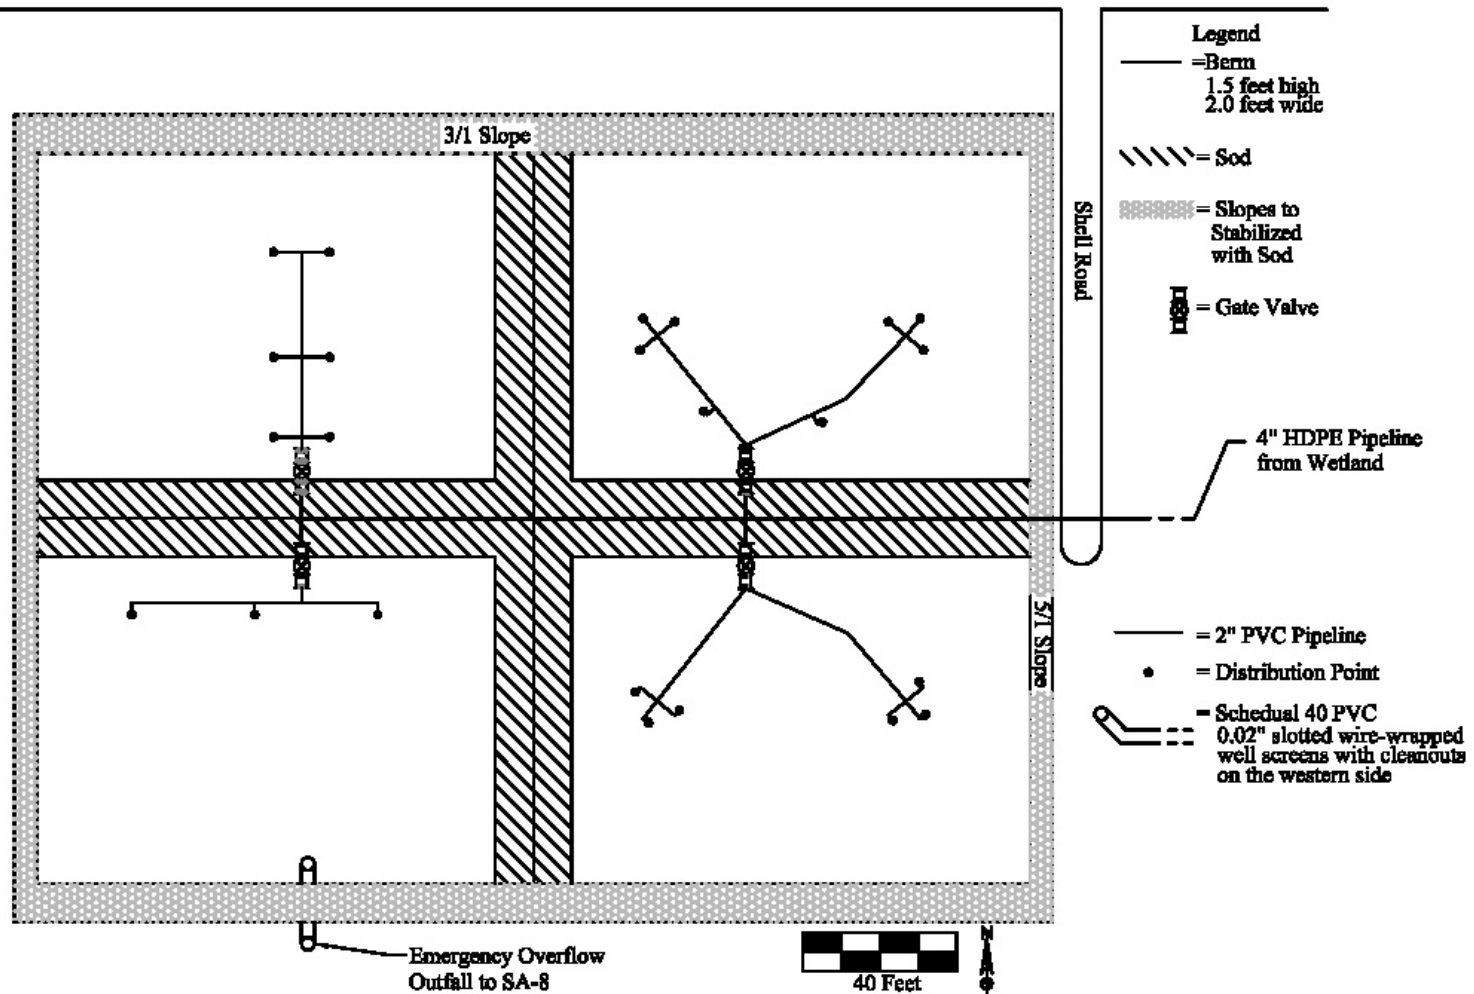 Legend
=Berm
1.5 feet high
2.0 feet wide
3/1 Slope
= Sod
Shell Road
= Slopes to
Stabilized
with Sod
= Gate Valve
4" HDPE Pipeline
from Wetland
5/1 Slope
= 2" PVC Pipeline
= Distribution Point
= Schedual 40 PVC
0.02" slotted wire-wrapped
well screens with cleanouts
on the western side
Emergency Overflow
Outfall to SA-8
40 Feet
N